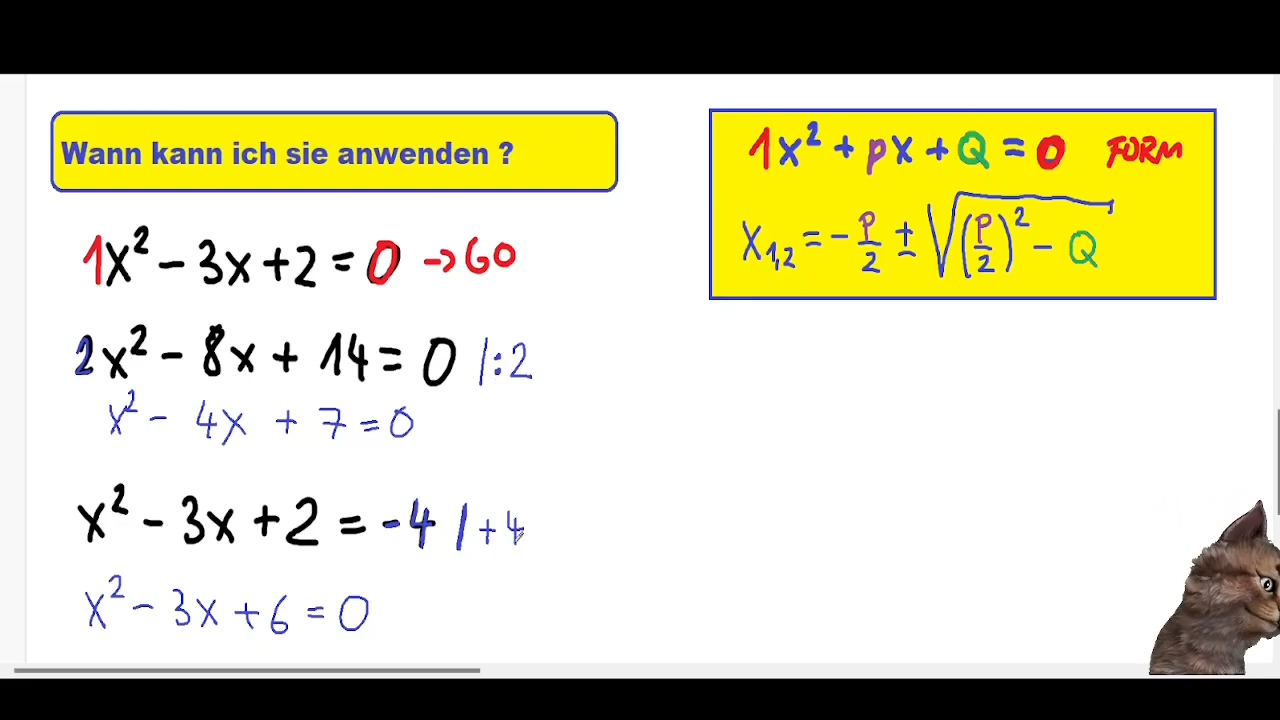 Wann kann ich sie anwenden ?
1x² - 3x + 2 = 0 → GO
2x² - 8x + 14 = 0 /:2
x² - 4x + 7 = 0
x² - 3x + 2 = -4 / + 4
x² - 3x + 6 = 0
1x² + px + Q = 0 FORM
X₁,₂ = - p/2 ± √(p/2)² - Q